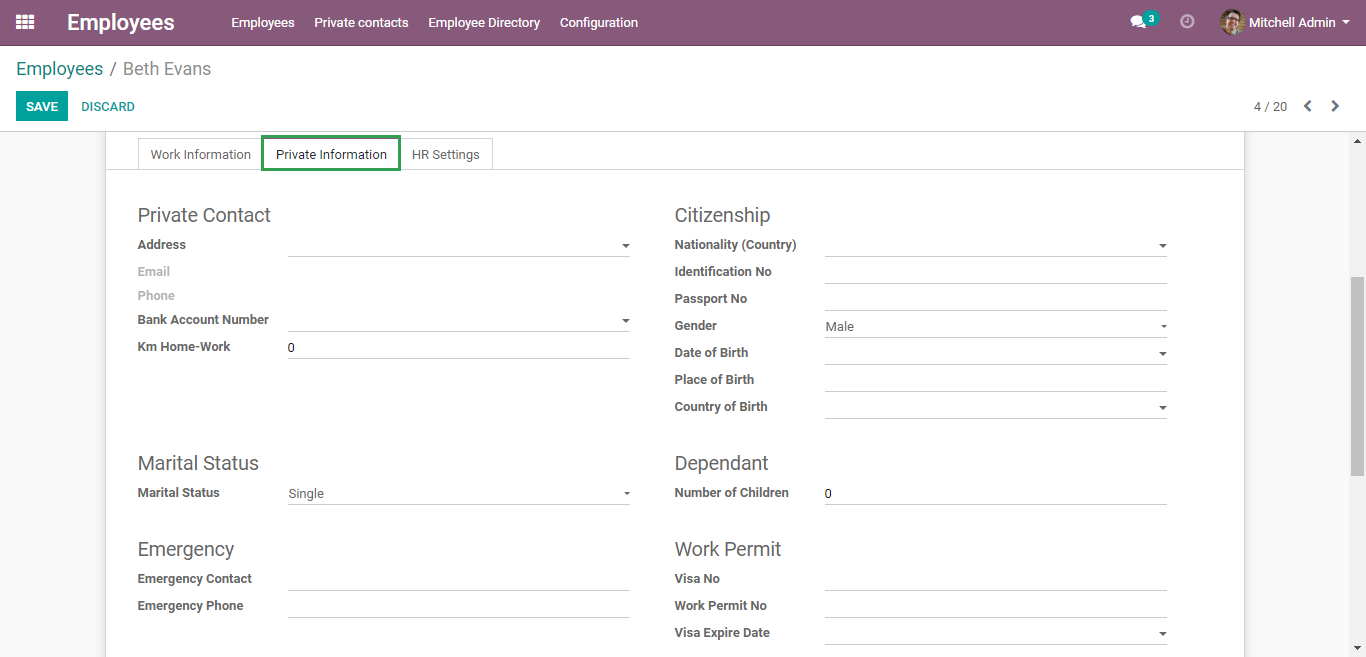 Employees Employees Private contacts Employee Directory Configuration 3 Mitchell Admin
Employees / Beth Evans
SAVE DISCARD 4 / 20
Work Information Private Information HR Settings
Private Contact
Address
Email
Phone
Bank Account Number
Km Home-Work 0
Citizenship
Nationality (Country)
Identification No
Passport No
Gender Male
Date of Birth
Place of Birth
Country of Birth
Marital Status
Marital Status Single
Dependant
Number of Children 0
Emergency
Emergency Contact
Emergency Phone
Work Permit
Visa No
Work Permit No
Visa Expire Date